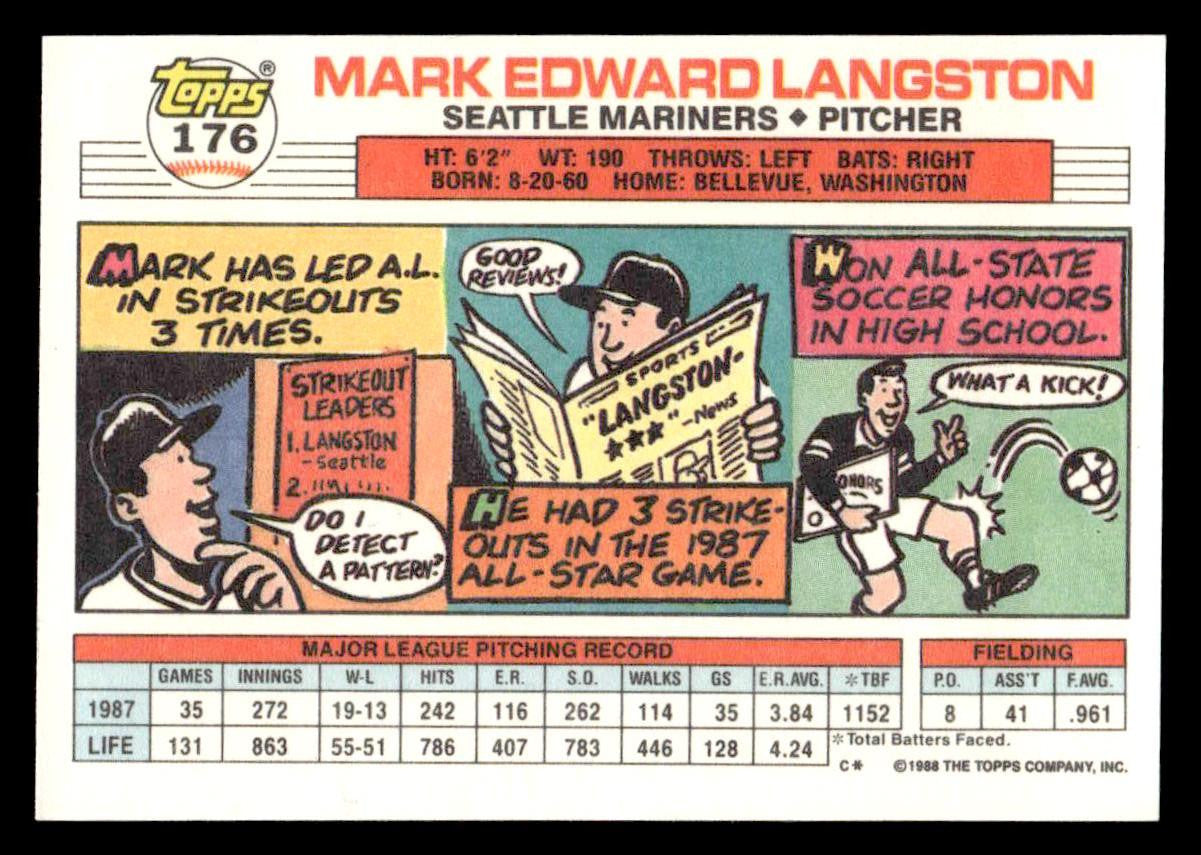 Topps®
176
MARK EDWARD LANGSTON
SEATTLE MARINERS ◆ PITCHER
HT: 6'2" WT: 190 THROWS: LEFT BATS: RIGHT
BORN: 8-20-60 HOME: BELLEVUE, WASHINGTON
MARK HAS LED A.L.
IN STRIKEOUTS
3 TIMES.
STRIKEOUT
LEADERS
1. LANGSTON
-Seattle
2.
DO I
DETECT
A PATTERN?
GOOD
REVIEWS!
SPORTS
"LANGSTON-
★★★"
-News
HE HAD 3 STRIKE-
OUTS IN THE 1987
ALL-STAR GAME.
WON ALL-STATE
SOCCER HONORS
IN HIGH SCHOOL.
WHAT A KICK!
HONORS
MAJOR LEAGUE PITCHING RECORD
GAMES INNINGS W-L HITS E.R. S.O. WALKS GS E.R.AVG. *TBF
1987 35 272 19-13 242 116 262 114 35 3.84 1152
LIFE 131 863 55-51 786 407 783 446 128 4.24
*Total Batters Faced.
FIELDING
P.O. ASS'T F.AVG.
8 41 .961
C* ©1988 THE TOPPS COMPANY, INC.